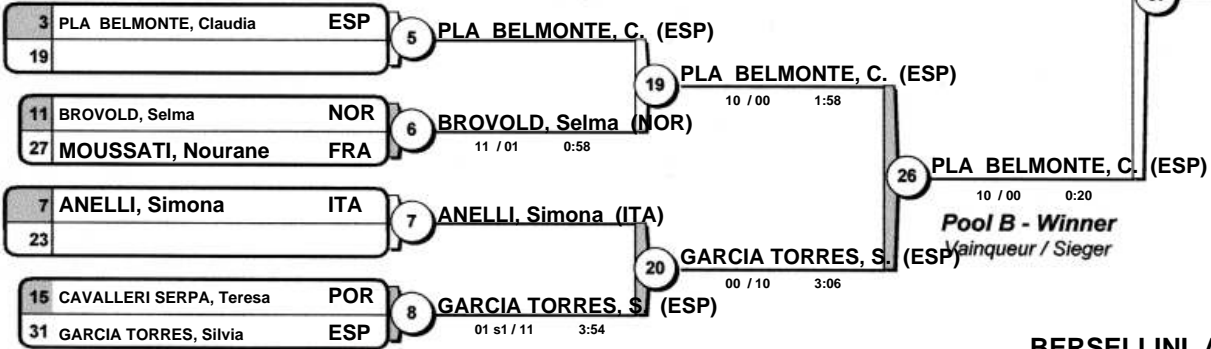 3 PLA BELMONTE, Claudia ESP
19
5 PLA BELMONTE, C. (ESP)
19 PLA BELMONTE, C. (ESP)
10 / 00 1:58
11 BROVOLD, Selma NOR
27 MOUSSATI, Nourane FRA
6 BROVOLD, Selma (NOR)
11 / 01 0:58
26 PLA BELMONTE, C. (ESP)
10 / 00 0:20
Pool B - Winner
Vainqueur / Sieger
7 ANELLI, Simona ITA
23
7 ANELLI, Simona (ITA)
20 GARCIA TORRES, S. (ESP)
00 / 10 3:06
15 CAVALLERI SERPA, Teresa POR
31 GARCIA TORRES, Silvia ESP
8 GARCIA TORRES, S. (ESP)
01 s1 / 11 3:54